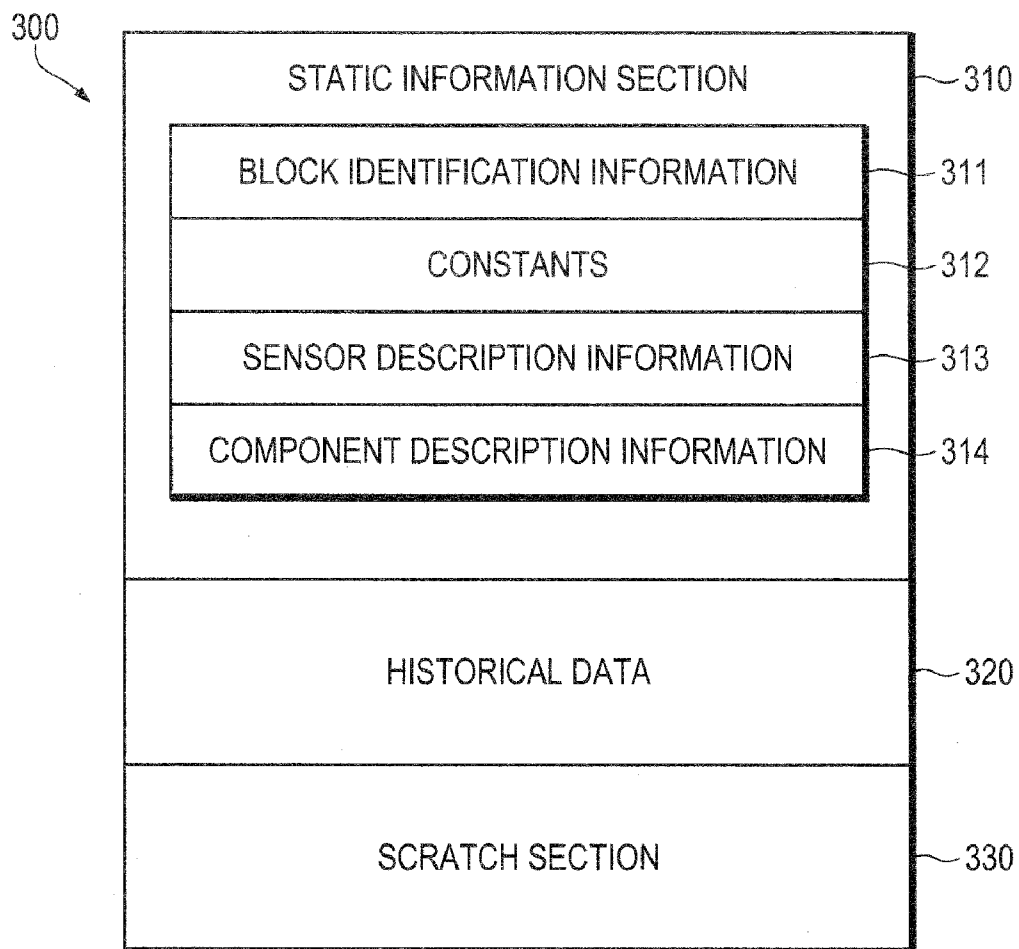 300
STATIC INFORMATION SECTION 310
BLOCK IDENTIFICATION INFORMATION 311
CONSTANTS 312
SENSOR DESCRIPTION INFORMATION 313
COMPONENT DESCRIPTION INFORMATION 314
HISTORICAL DATA 320
SCRATCH SECTION 330